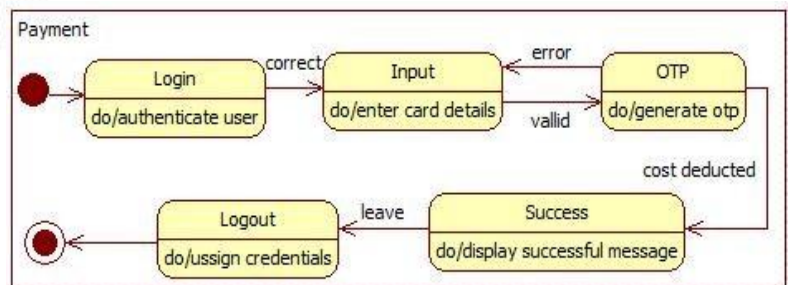 Payment
Login
do/authenticate user
correct
Input
do/enter card details
error
vallid
OTP
do/generate otp
cost deducted
Success
do/display successful message
leave
Logout
do/ussign credentials